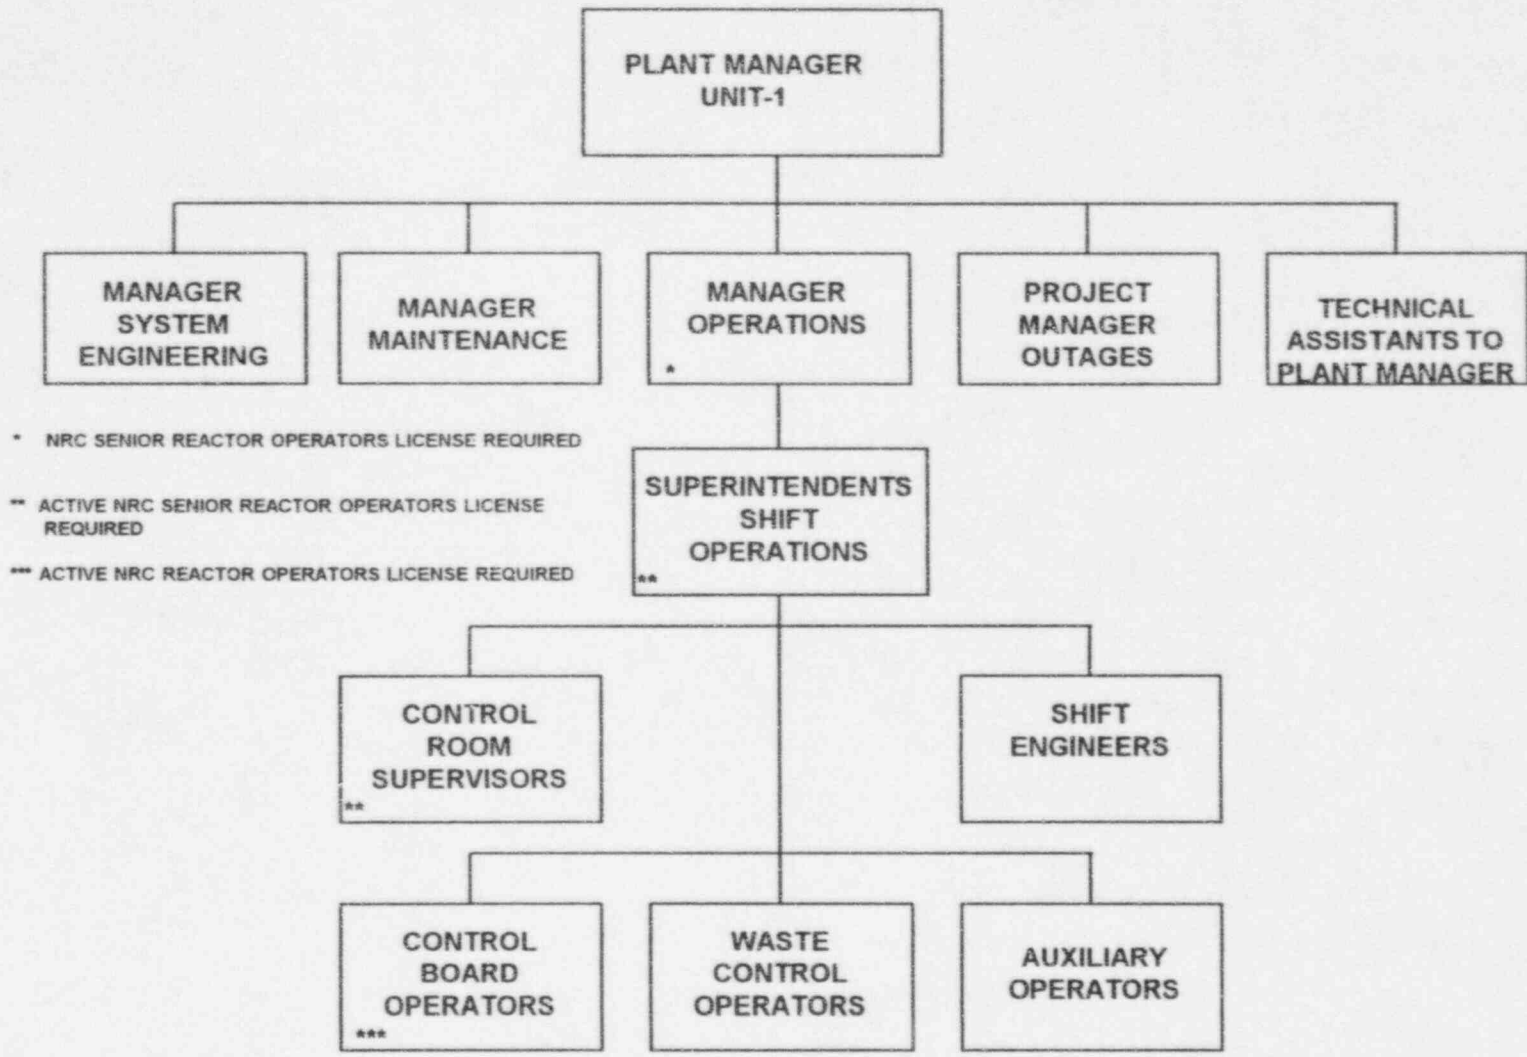 PLANT MANAGER
UNIT-1
MANAGER
SYSTEM
ENGINEERING
MANAGER
MAINTENANCE
MANAGER
OPERATIONS
*
PROJECT
MANAGER
OUTAGES
TECHNICAL
ASSISTANTS TO
PLANT MANAGER
* NRC SENIOR REACTOR OPERATORS LICENSE REQUIRED
** ACTIVE NRC SENIOR REACTOR OPERATORS LICENSE
REQUIRED
*** ACTIVE NRC REACTOR OPERATORS LICENSE REQUIRED
SUPERINTENDENTS
SHIFT
OPERATIONS
**
CONTROL
ROOM
SUPERVISORS
**
SHIFT
ENGINEERS
CONTROL
BOARD
OPERATORS
***
WASTE
CONTROL
OPERATORS
AUXILIARY
OPERATORS